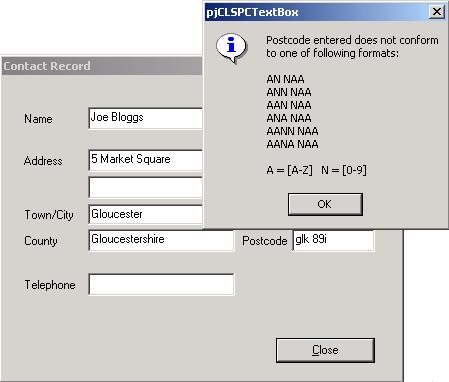 pjCLSPCTextBox
Postcode entered does not conform
to one of following formats:
AN NAA
ANN NAA
AAN NAA
ANA NAA
AANN NAA
AANA NAA
A = [A-Z] N = [0-9]
OK
Contact Record
Name Joe Bloggs
Address 5 Market Square
Town/City Gloucester
County Gloucestershire Postcode glk 89i
Telephone
Close